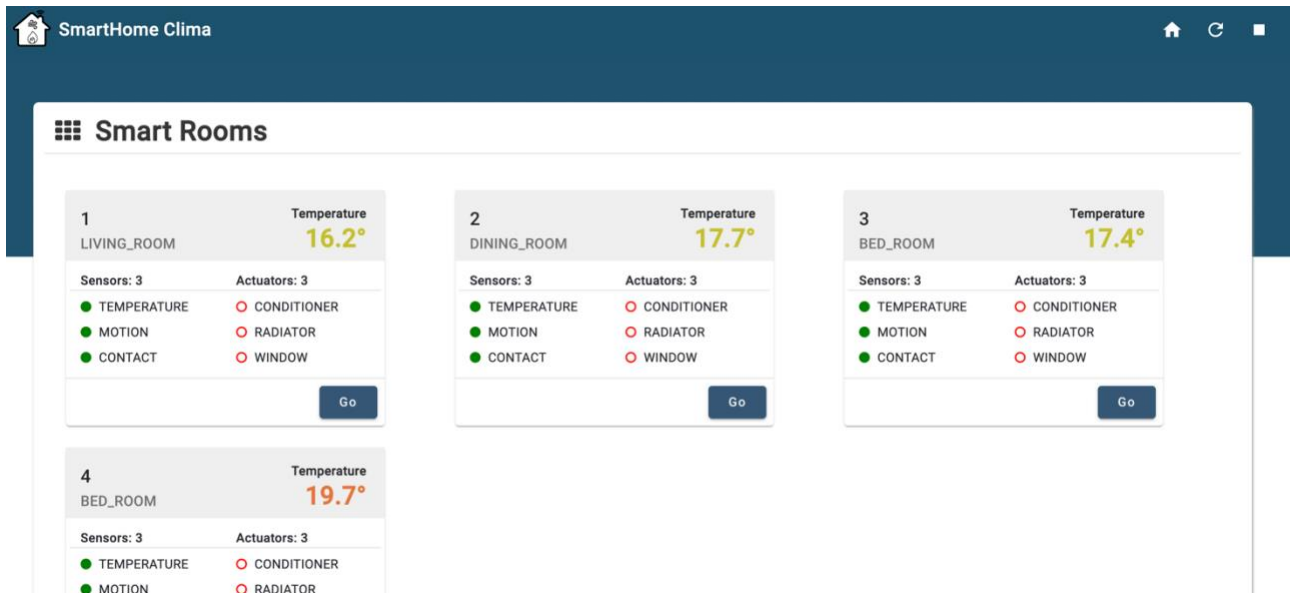 SmartHome Clima
Smart Rooms
1
LIVING_ROOM
Temperature
16.2°
Sensors: 3
Actuators: 3
TEMPERATURE
CONDITIONER
MOTION
RADIATOR
CONTACT
WINDOW
Go
2
DINING_ROOM
Temperature
17.7°
Sensors: 3
Actuators: 3
TEMPERATURE
CONDITIONER
MOTION
RADIATOR
CONTACT
WINDOW
Go
3
BED_ROOM
Temperature
17.4°
Sensors: 3
Actuators: 3
TEMPERATURE
CONDITIONER
MOTION
RADIATOR
CONTACT
WINDOW
Go
4
BED_ROOM
Temperature
19.7°
Sensors: 3
Actuators: 3
TEMPERATURE
CONDITIONER
MOTION
RADIATOR